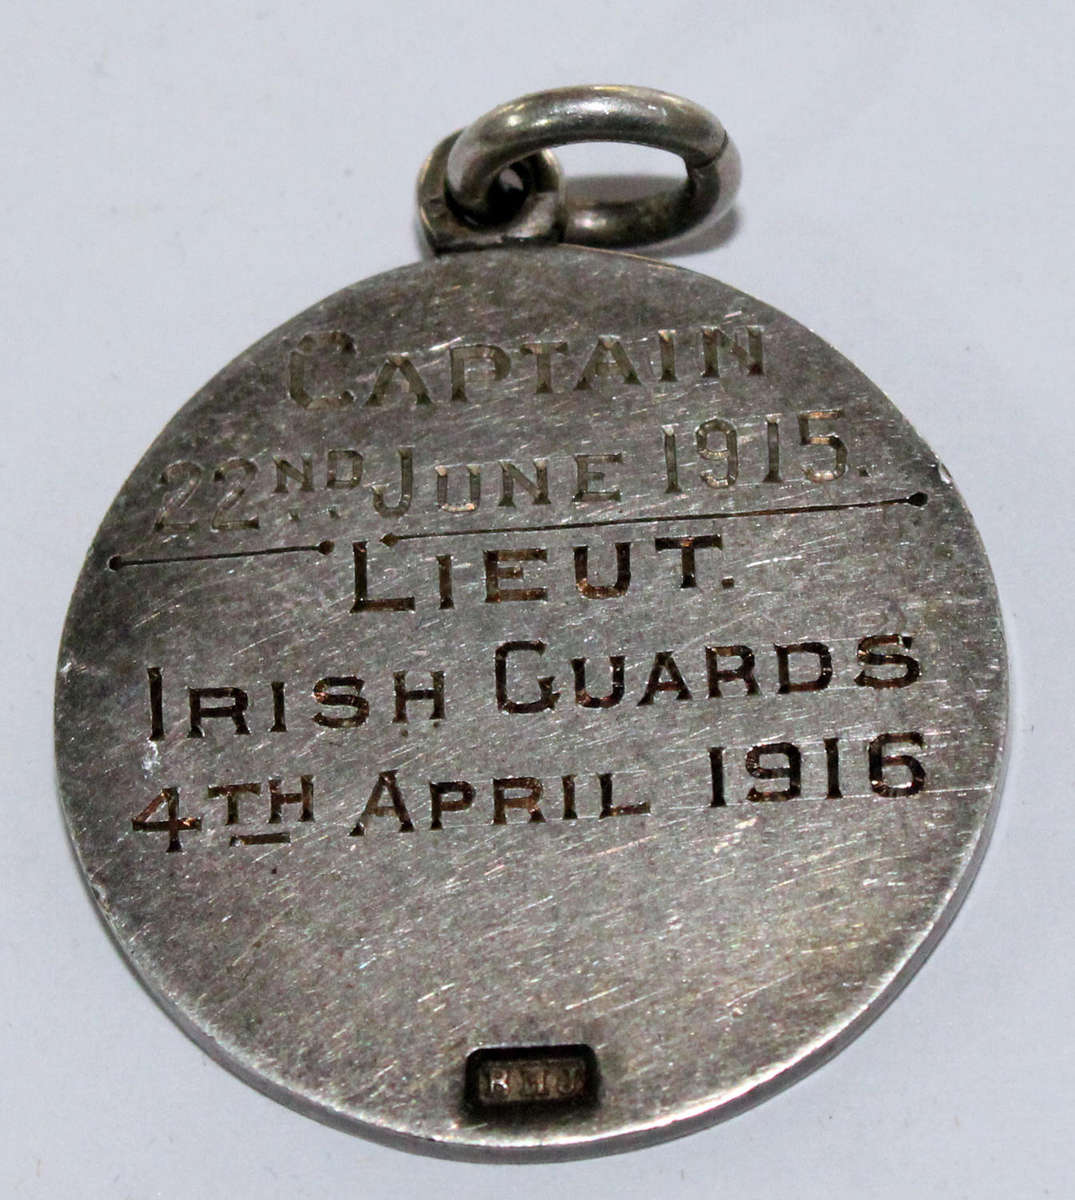 CAPTAIN
22ND.. JUNE 1915.
LIEUT.
IRISH GUARDS
4TH APRIL 1916